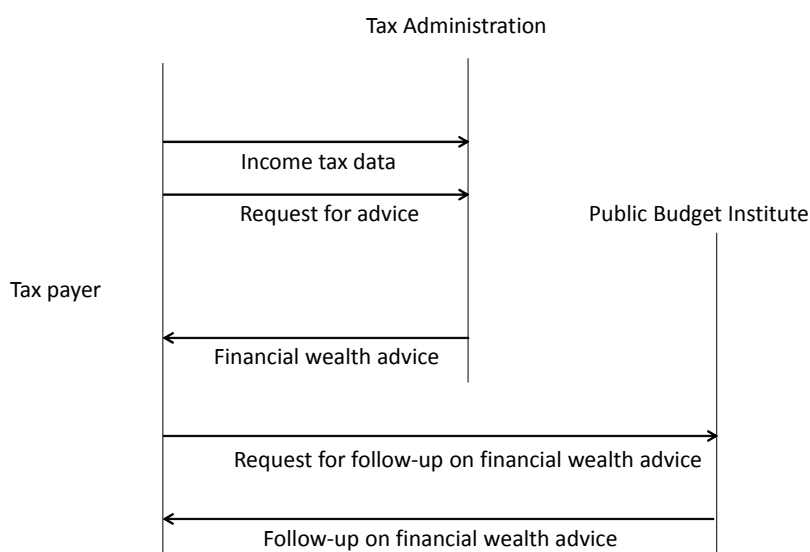 Tax Administration
Income tax data
Request for advice
Public Budget Institute
Tax payer
Financial wealth advice
Request for follow-up on financial wealth advice
Follow-up on financial wealth advice